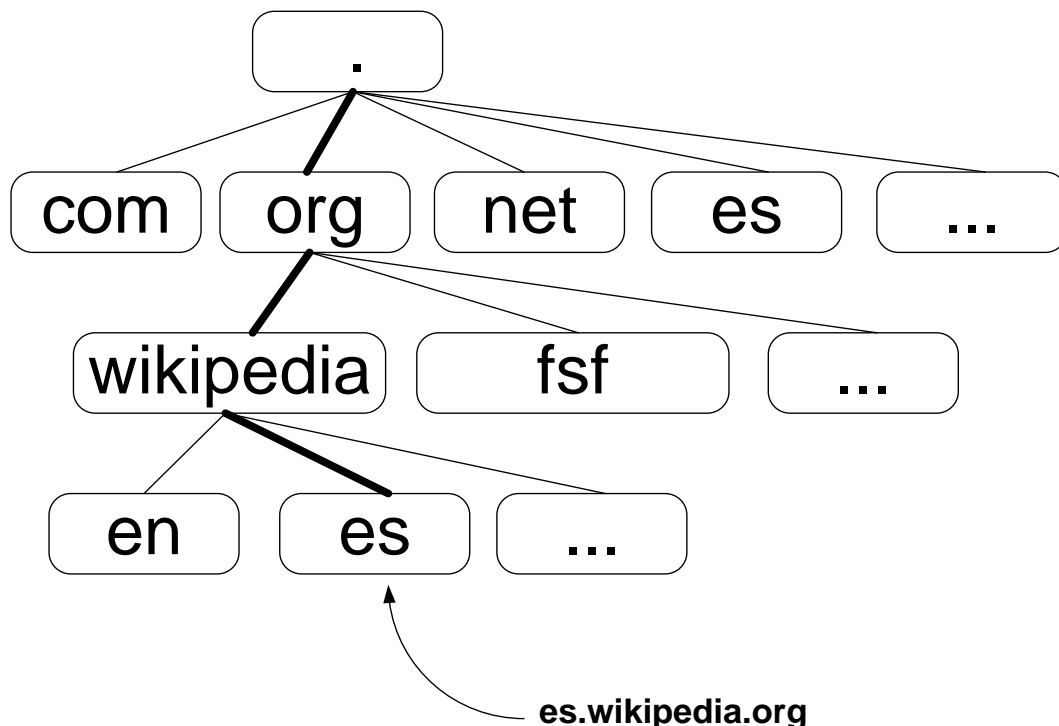 .
com org net es ...
wikipedia fsf ...
en es ...
es.wikipedia.org